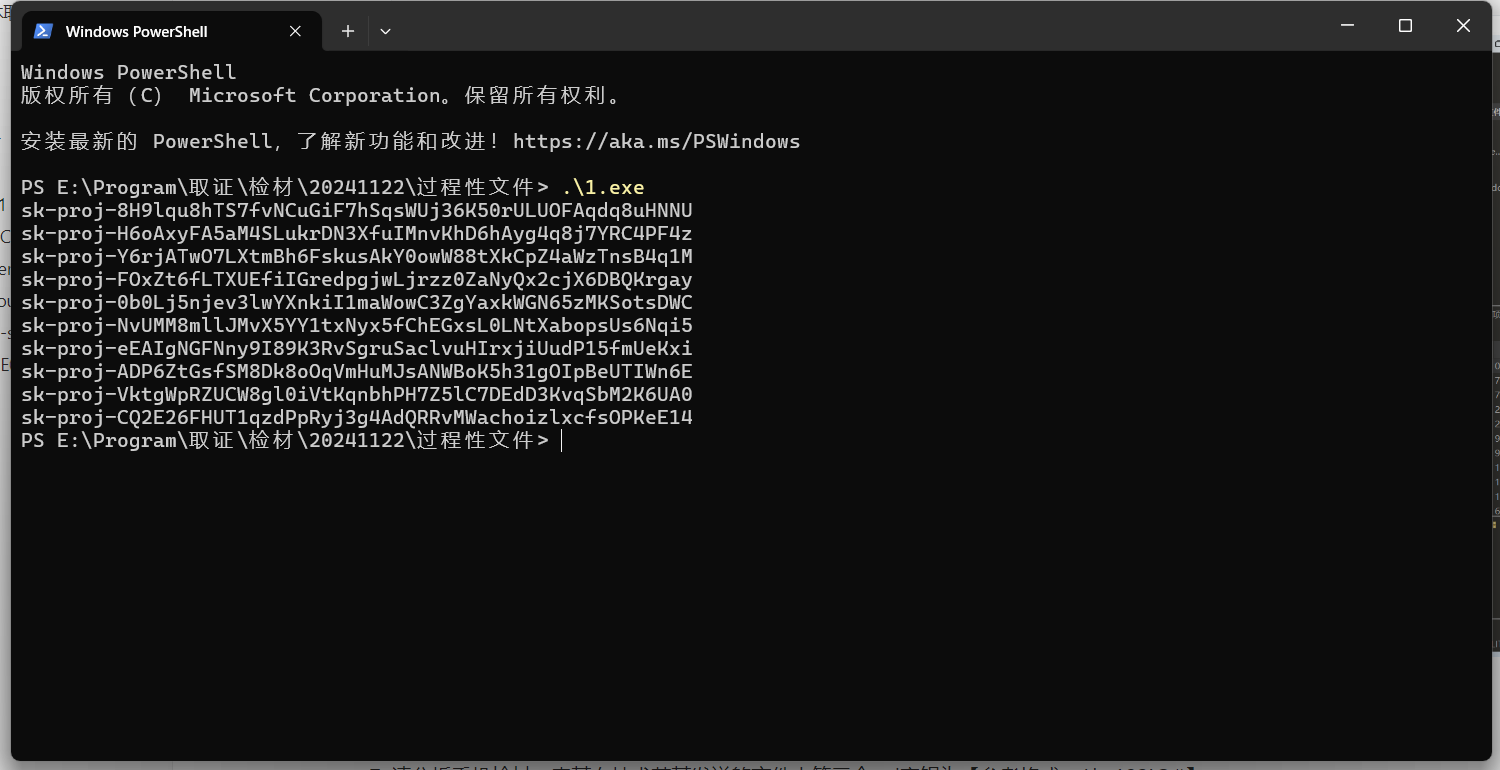 Windows PowerShell
Windows PowerShell
版权所有 (C) Microsoft Corporation。保留所有权利。
安装最新的 PowerShell，了解新功能和改进！https://aka.ms/PSWindows
PS E:\Program\取证\检材\20241122\过程性文件> .\1.exe
sk-proj-8H9lqu8hTS7fvNCuGiF7hSqsWUj36K50rULUOFAqdq8uHNNU
sk-proj-H6oAxyFA5aM4SLukrDN3XfuIMnvKhD6hAyg4q8j7YRC4PF4z
sk-proj-Y6rjATwO7LXtmBh6FskusAkY0owW88tXkCpZ4aWzTnsB4q1M
sk-proj-FOxZt6fLTXUEfiIGredpgjwLjrzz0ZaNyQx2cjX6DBQKrgay
sk-proj-0b0Lj5njev3lwYXnkiI1maWowC3ZgYaxkWGN65zMKSotsDWC
sk-proj-NvUMM8mllJMvX5YY1txNyx5fChEGxsL0LNtXabopsUs6Nqi5
sk-proj-eEAIgNGFNny9I89K3RvSgruSaclvuHIrxjiUudP15fmUeKxi
sk-proj-ADP6ZtGsfSM8Dk8oOqVmHuMJsANWBoK5h31gOIpBeUTIWn6E
sk-proj-VktgWpRZUCW8gl0iVtKqnbhPH7Z5lC7DEdD3KvqSbM2K6UA0
sk-proj-CQ2E26FHUT1qzdPpRyj3g4AdQRRvMWachoizlxcfsOPKeE14
PS E:\Program\取证\检材\20241122\过程性文件>